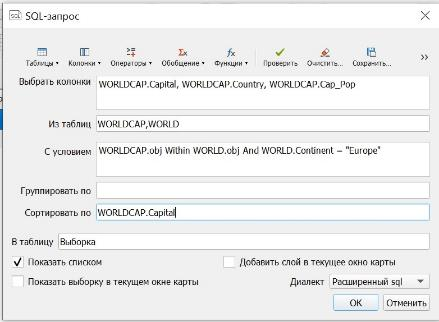 SQL-запрос
Таблицы Колонки Операторы Обобщение Функции Проверить Очистить... Сохранить...
Выбрать колонки WORLDCAP.Capital, WORLDCAP.Country, WORLDCAP.Cap_Pop
Из таблиц WORLDCAP,WORLD
С условием WORLDCAP.obj Within WORLD.obj And WORLD.Continent = "Europe"
Группировать по
Сортировать по WORLDCAP.Capital
В таблицу Выборка
Показать списком Добавить слой в текущее окно карты
Показать выборку в текущем окне карты Диалект Расширенный sql
OK Отменить